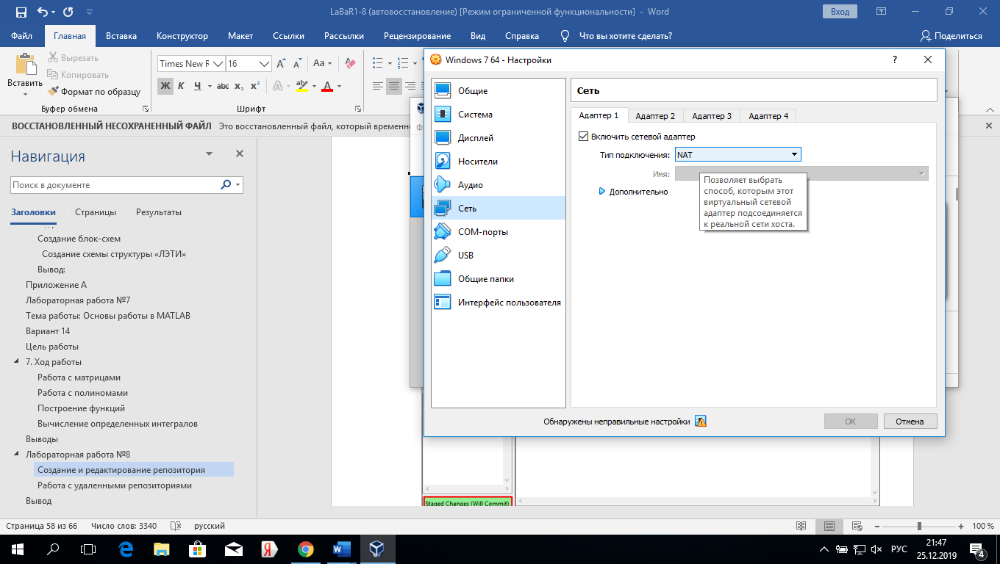 LaBaR1-8 (автовосстановление) [Режим ограниченной функциональности] - Word
Вход
Файл
Главная
Вставка
Конструктор
Макет
Ссылки
Рассылки
Рецензирование
Вид
Справка
Что вы хотите сделать?
Поделиться
Вставить
Вырезать
Копировать
Формат по образцу
Буфер обмена
Times New R
16
Aa
Ж К Ч abc x₂ x²
Шрифт
ВОССТАНОВЛЕННЫЙ НЕСОХРАНЕННЫЙ ФАЙЛ Это восстановленный файл, который временно
Навигация
Поиск в документе
Заголовки
Страницы
Результаты
Создание блок-схем
Создание схемы структуры «ЛЭТИ»
Вывод:
Приложение А
Лабораторная работа №7
Тема работы: Основы работы в MATLAB
Вариант 14
Цель работы
7. Ход работы
Работа с матрицами
Работа с полиномами
Построение функций
Вычисление определенных интегралов
Выводы
Лабораторная работа №8
Создание и редактирование репозитория
Работа с удаленными репозиториями
Вывод
Windows 7 64 - Настройки
?
Общие
Система
Дисплей
Носители
Аудио
Сеть
COM-порты
USB
Общие папки
Интерфейс пользователя
Сеть
Адаптер 1
Адаптер 2
Адаптер 3
Адаптер 4
Включить сетевой адаптер
Тип подключения:
NAT
Имя:
Дополнительно
Позволяет выбрать
способ, которым этот
виртуальный сетевой
адаптер подсоединяется
к реальной сети хоста.
Обнаружены неправильные настройки
ОК
Отмена
Staged Changes (Will Commit)
Страница 58 из 66
Число слов: 3340
русский
100 %
РУС
21:47
25.12.2019
4